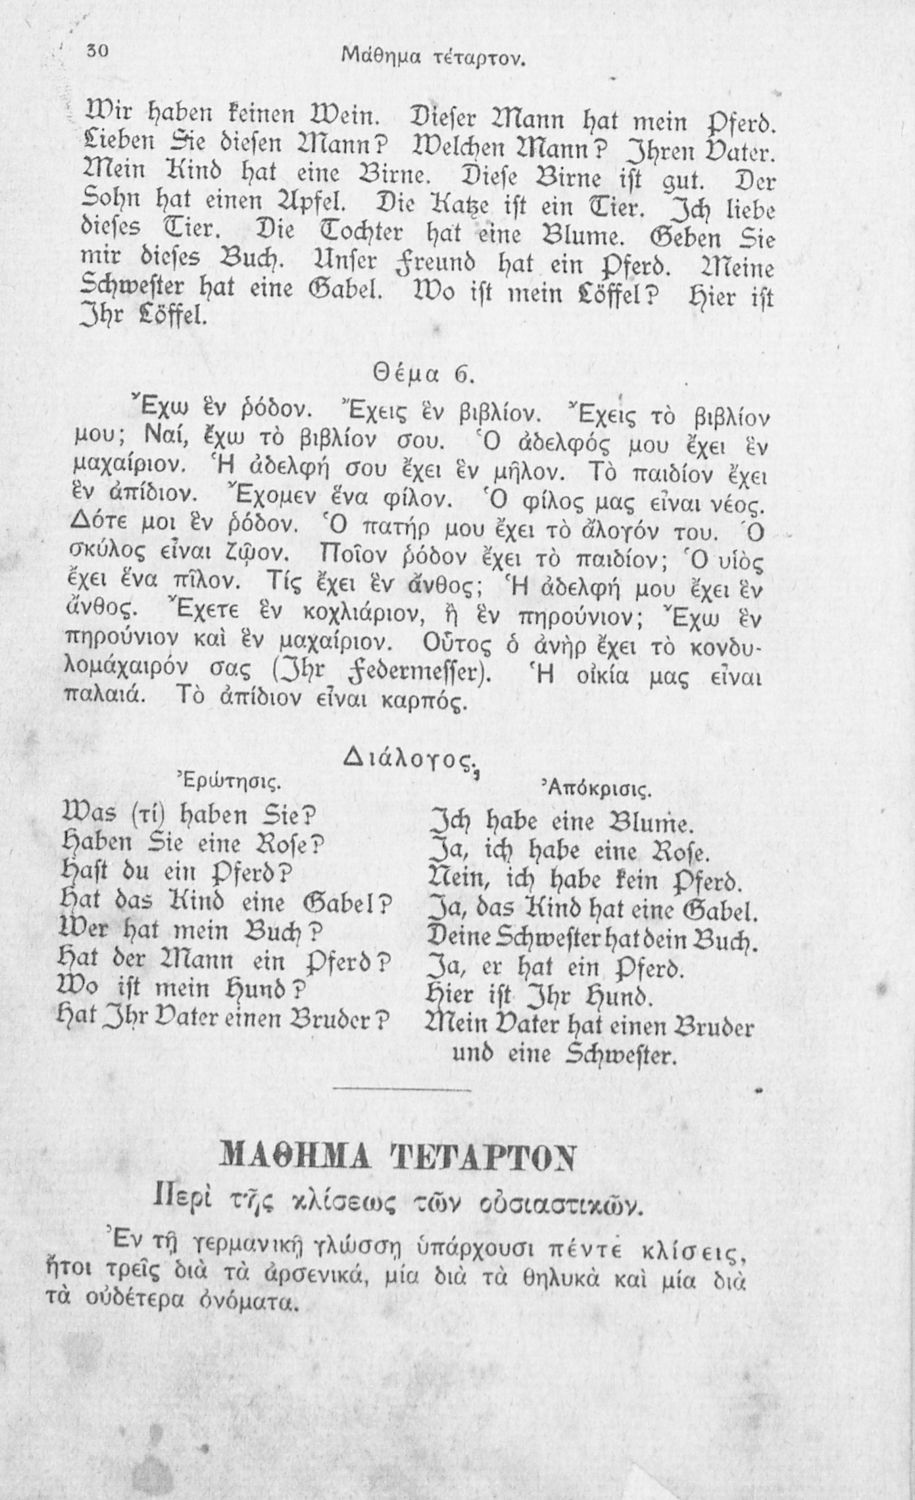 30
Μάθημα τέταρτον.
Wir haben keinen Wein. Dieser Mann hat mein Pferd.
Lieben Sie diesen Mann? Welchen Mann? Ihren Vater.
Mein Kind hat eine Birne. Diese Birne ist gut. Der
Sohn hat einen Apfel. Die Katze ist ein Tier. Ich liebe
dieses Tier. Die Tochter hat eine Blume. Geben Sie
mir dieses Buch. Unser Freund hat ein Pferd. Meine
Schwester hat eine Gabel. Wo ist mein Löffel? Hier ist
Ihr Löffel.
Θέμα 6.
Ἔχω ἓν ῥόδον. Ἔχεις ἓν βιβλίον. Ἔχεις τὸ βιβλίον
μου; Ναί, ἔχω τὸ βιβλίον σου. Ὁ ἀδελφός μου ἔχει ἓν
μαχαίριον. Ἡ ἀδελφή σου ἔχει ἓν μῆλον. Τὸ παιδίον ἔχει
ἓν ἀπίδιον. Ἔχομεν ἕνα φίλον. Ὁ φίλος μας εἶναι νέος.
Δότε μοι ἓν ῥόδον. Ὁ πατήρ μου ἔχει τὸ ἄλογόν του. Ὁ
σκύλος εἶναι ζῷον. Ποῖον ῥόδον ἔχει τὸ παιδίον; Ὁ υἱὸς
ἔχει ἕνα πῖλον. Τίς ἔχει ἓν ἄνθος; Ἡ ἀδελφή μου ἔχει ἓν
ἄνθος. Ἔχετε ἓν κοχλιάριον, ἢ ἓν πηρούνιον; Ἔχω ἓν
πηρούνιον καὶ ἓν μαχαίριον. Οὗτος ὁ ἀνὴρ ἔχει τὸ κονδυ-
λομάχαιρόν σας (Ihr Federmesser). Ἡ οἰκία μας εἶναι
παλαιά. Τὸ ἀπίδιον εἶναι καρπός.
Διάλογος.
Ἐρώτησις.
Ἀπόκρισις.
Was (τί) haben Sie?
Ich habe eine Blume.
Haben Sie eine Rose?
Ja, ich habe eine Rose.
Hast du ein Pferd?
Nein, ich habe kein Pferd.
Hat das Kind eine Gabel?
Ja, das Kind hat eine Gabel.
Wer hat mein Buch?
Deine Schwester hat dein Buch.
Hat der Mann ein Pferd?
Ja, er hat ein Pferd.
Wo ist mein Hund?
Hier ist Ihr Hund.
Hat Ihr Vater einen Bruder?
Mein Vater hat einen Bruder
und eine Schwester.
ΜΑΘΗΜΑ ΤΕΤΑΡΤΟΝ
Περὶ τῆς κλίσεως τῶν οὐσιαστικῶν.
Ἐν τῇ γερμανικῇ γλώσσῃ ὑπάρχουσι πέντε κλίσεις,
ἤτοι τρεῖς διὰ τὰ ἀρσενικά, μία διὰ τὰ θηλυκὰ καὶ μία διὰ
τὰ οὐδέτερα ὀνόματα.